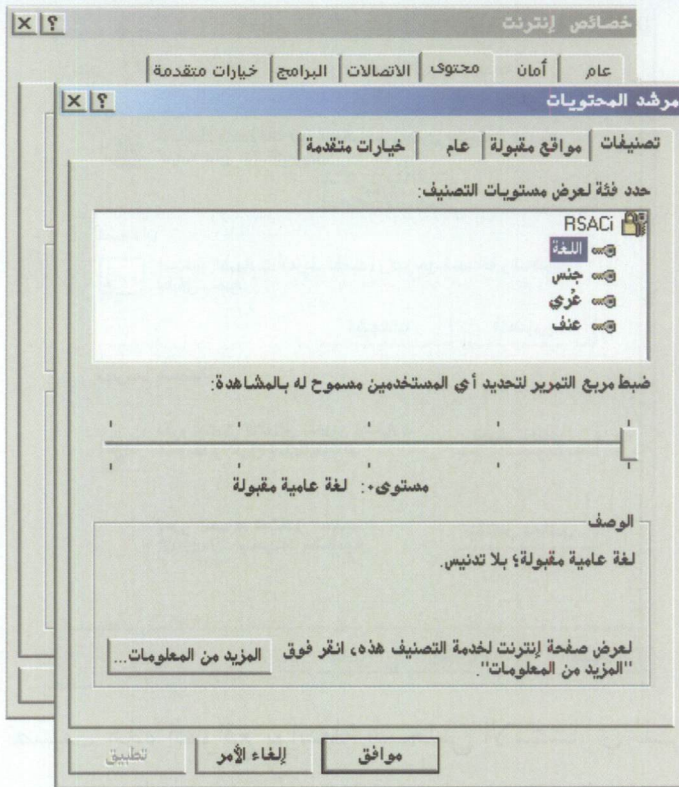 خصائص إنترنت
عام أمان محتوى الاتصالات البرامج خيارات متقدمة
مرشد المحتويات
تصنيفات مواقع مقبولة عام خيارات متقدمة
حدد فئة لعرض مستويات التصنيف:
RSACi
اللغة
جنس
عُري
عنف
ضبط مربع التمرير لتحديد أي المستخدمين مسموح له بالمشاهدة:
مستوى٠: لغة عامية مقبولة
الوصف
لغة عامية مقبولة؛ بلا تدنيس.
لعرض صفحة إنترنت لخدمة التصنيف هذه، انقر فوق "المزيد من المعلومات".
المزيد من المعلومات...
موافق إلغاء الأمر تطبيق